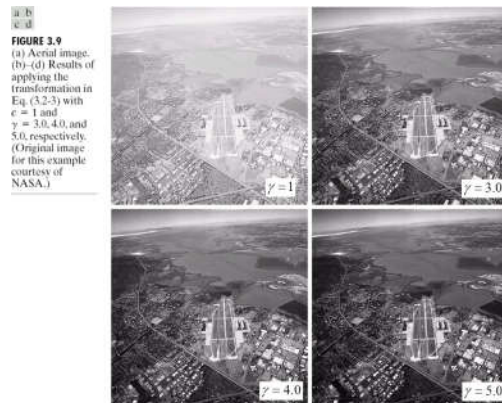 a b
c d
FIGURE 3.9
(a) Aerial image.
(b)–(d) Results of
applying the
transformation in
Eq. (3.2-3) with
c = 1 and
γ = 3.0, 4.0, and
5.0, respectively.
(Original image
for this example
courtesy of
NASA.)
γ = 1
γ = 3.0
γ = 4.0
γ = 5.0